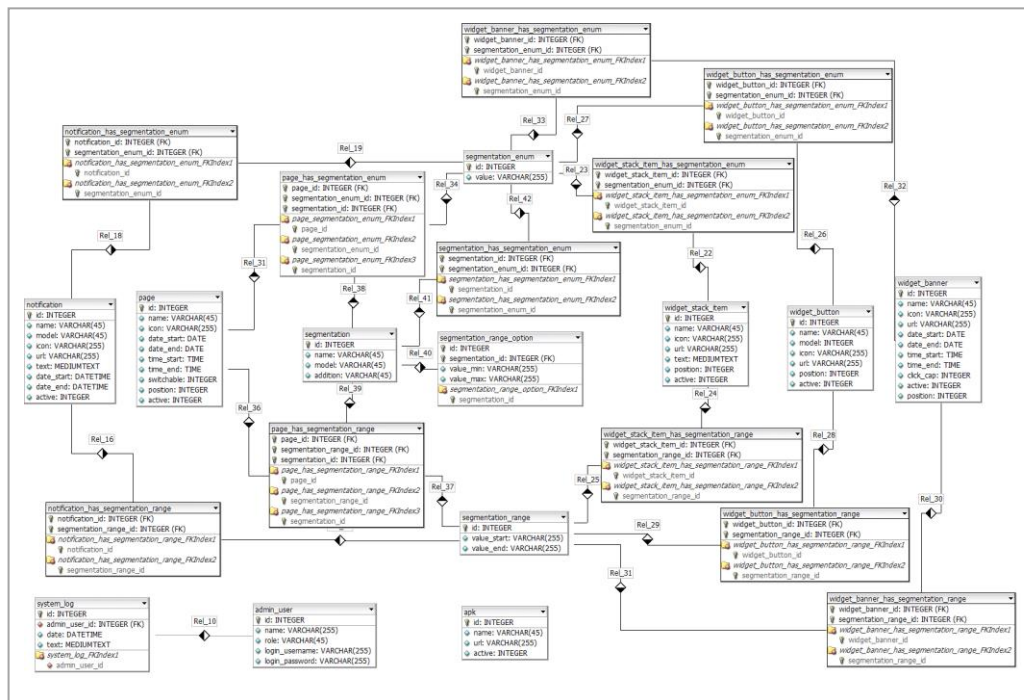 widget_banner_has_segmentation_enum
widget_banner_id: INTEGER (FK)
segmentation_enum_id: INTEGER (FK)
widget_banner_has_segmentation_enum_FKIndex1
widget_banner_id
widget_banner_has_segmentation_enum_FKIndex2
segmentation_enum_id
widget_button_has_segmentation_enum
widget_button_id: INTEGER (FK)
segmentation_enum_id: INTEGER (FK)
widget_button_has_segmentation_enum_FKIndex1
widget_button_id
widget_button_has_segmentation_enum_FKIndex2
segmentation_enum_id
notification_has_segmentation_enum
notification_id: INTEGER (FK)
segmentation_enum_id: INTEGER (FK)
notification_has_segmentation_enum_FKIndex1
notification_id
notification_has_segmentation_enum_FKIndex2
segmentation_enum_id
Rel_19
Rel_33
Rel_27
segmentation_enum
id: INTEGER
value: VARCHAR(255)
Rel_23
widget_stack_item_has_segmentation_enum
widget_stack_item_id: INTEGER (FK)
segmentation_enum_id: INTEGER (FK)
widget_stack_item_has_segmentation_enum_FKIndex1
widget_stack_item_id
widget_stack_item_has_segmentation_enum_FKIndex2
segmentation_enum_id
page_has_segmentation_enum
page_id: INTEGER (FK)
segmentation_enum_id: INTEGER (FK)
segmentation_id: INTEGER (FK)
page_segmentation_enum_FKIndex1
page_id
page_segmentation_enum_FKIndex2
segmentation_enum_id
page_segmentation_enum_FKIndex3
segmentation_id
Rel_34
Rel_42
Rel_32
Rel_18
Rel_31
Rel_22
Rel_26
segmentation_has_segmentation_enum
segmentation_id: INTEGER (FK)
segmentation_enum_id: INTEGER (FK)
segmentation_has_segmentation_enum_FKIndex1
segmentation_id
segmentation_has_segmentation_enum_FKIndex2
segmentation_enum_id
Rel_38
Rel_41
notification
id: INTEGER
name: VARCHAR(45)
model: VARCHAR(45)
icon: VARCHAR(255)
url: VARCHAR(255)
text: MEDIUMTEXT
date_start: DATETIME
date_end: DATETIME
active: INTEGER
page
id: INTEGER
name: VARCHAR(45)
icon: VARCHAR(255)
date_start: DATE
date_end: DATE
time_start: TIME
time_end: TIME
switchable: INTEGER
position: INTEGER
active: INTEGER
segmentation
id: INTEGER
name: VARCHAR(45)
model: VARCHAR(45)
addition: VARCHAR(45)
Rel_40
segmentation_range_option
id: INTEGER
segmentation_id: INTEGER (FK)
value_min: VARCHAR(255)
value_max: VARCHAR(255)
segmentation_range_option_FKIndex1
segmentation_id
widget_stack_item
id: INTEGER
name: VARCHAR(45)
icon: VARCHAR(255)
url: VARCHAR(255)
text: MEDIUMTEXT
position: INTEGER
active: INTEGER
widget_button
id: INTEGER
name: VARCHAR(45)
model: INTEGER
icon: VARCHAR(255)
url: VARCHAR(255)
position: INTEGER
active: INTEGER
widget_banner
id: INTEGER
name: VARCHAR(45)
icon: VARCHAR(255)
url: VARCHAR(255)
date_start: DATE
date_end: DATE
time_start: TIME
time_end: TIME
click_cap: INTEGER
active: INTEGER
position: INTEGER
Rel_39
Rel_36
Rel_24
Rel_16
Rel_28
page_has_segmentation_range
page_id: INTEGER (FK)
segmentation_range_id: INTEGER (FK)
segmentation_id: INTEGER (FK)
page_has_segmentation_range_FKIndex1
page_id
page_has_segmentation_range_FKIndex2
segmentation_range_id
page_has_segmentation_range_FKIndex3
segmentation_id
Rel_37
widget_stack_item_has_segmentation_range
widget_stack_item_id: INTEGER (FK)
segmentation_range_id: INTEGER (FK)
widget_stack_item_has_segmentation_range_FKIndex1
widget_stack_item_id
widget_stack_item_has_segmentation_range_FKIndex2
segmentation_range_id
Rel_25
Rel_30
notification_has_segmentation_range
notification_id: INTEGER (FK)
segmentation_range_id: INTEGER (FK)
notification_has_segmentation_range_FKIndex1
notification_id
notification_has_segmentation_range_FKIndex2
segmentation_range_id
segmentation_range
id: INTEGER
value_start: VARCHAR(255)
value_end: VARCHAR(255)
Rel_29
widget_button_has_segmentation_range
widget_button_id: INTEGER (FK)
segmentation_range_id: INTEGER (FK)
widget_button_has_segmentation_range_FKIndex1
widget_button_id
widget_button_has_segmentation_range_FKIndex2
segmentation_range_id
Rel_31
system_log
id: INTEGER
admin_user_id: INTEGER (FK)
date: DATETIME
text: MEDIUMTEXT
system_log_FKIndex1
admin_user_id
Rel_10
admin_user
id: INTEGER
name: VARCHAR(255)
role: VARCHAR(45)
login_username: VARCHAR(255)
login_password: VARCHAR(255)
apk
id: INTEGER
name: VARCHAR(45)
url: VARCHAR(255)
active: INTEGER
widget_banner_has_segmentation_range
widget_banner_id: INTEGER (FK)
segmentation_range_id: INTEGER (FK)
widget_banner_has_segmentation_range_FKIndex1
widget_banner_id
widget_banner_has_segmentation_range_FKIndex2
segmentation_range_id